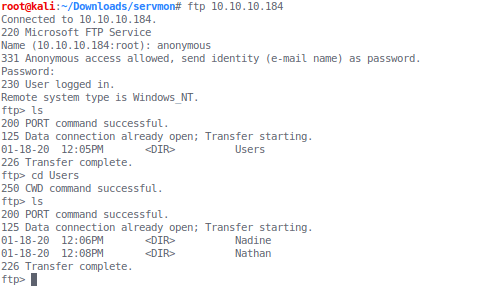 root@kali:~/Downloads/servmon# ftp 10.10.10.184
Connected to 10.10.10.184.
220 Microsoft FTP Service
Name (10.10.10.184:root): anonymous
331 Anonymous access allowed, send identity (e-mail name) as password.
Password:
230 User logged in.
Remote system type is Windows_NT.
ftp> ls
200 PORT command successful.
125 Data connection already open; Transfer starting.
01-18-20  12:05PM       <DIR>          Users
226 Transfer complete.
ftp> cd Users
250 CWD command successful.
ftp> ls
200 PORT command successful.
125 Data connection already open; Transfer starting.
01-18-20  12:06PM       <DIR>          Nadine
01-18-20  12:08PM       <DIR>          Nathan
226 Transfer complete.
ftp>